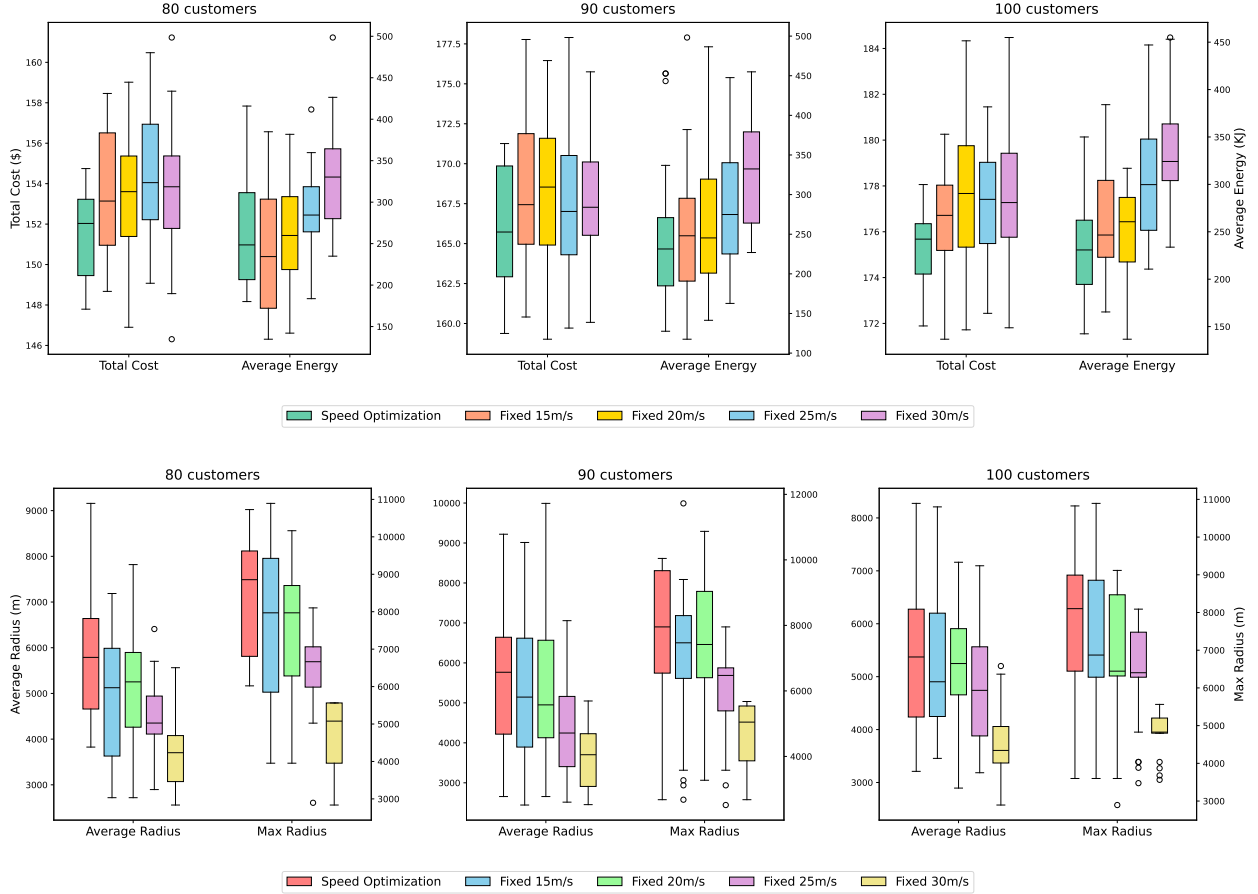 80 customers
90 customers
100 customers
Total Cost ($)
160
158
156
154
152
150
148
146
500
450
400
350
300
250
200
150
Total Cost
Average Energy
177.5
175.0
172.5
170.0
167.5
165.0
162.5
160.0
500
450
400
350
300
250
200
150
100
Total Cost
Average Energy
184
182
180
178
176
174
172
450
400
350
300
250
200
150
Average Energy (KJ)
Total Cost
Average Energy
Speed Optimization
Fixed 15m/s
Fixed 20m/s
Fixed 25m/s
Fixed 30m/s
80 customers
90 customers
100 customers
Average Radius (m)
9000
8000
7000
6000
5000
4000
3000
11000
10000
9000
8000
7000
6000
5000
4000
3000
Average Radius
Max Radius
10000
9000
8000
7000
6000
5000
4000
3000
12000
10000
8000
6000
4000
Average Radius
Max Radius
8000
7000
6000
5000
4000
3000
11000
10000
9000
8000
7000
6000
5000
4000
3000
Max Radius (m)
Average Radius
Max Radius
Speed Optimization
Fixed 15m/s
Fixed 20m/s
Fixed 25m/s
Fixed 30m/s